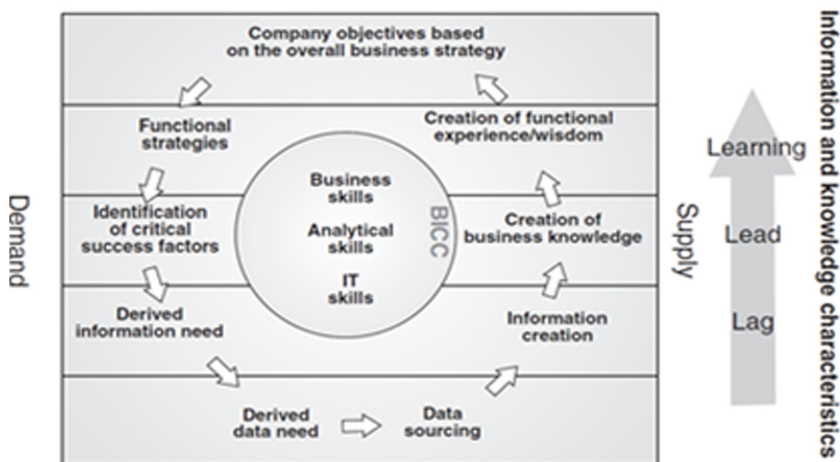 Company objectives based
on the overall business strategy
Functional
strategies
Creation of functional
experience/wisdom
Business
skills
Identification
of critical
success factors
Analytical
skills
BICC
Creation of
business knowledge
IT
skills
Derived
information need
Information
creation
Derived
data need
Data
sourcing
Demand
Supply
Learning
Lead
Lag
Information and knowledge characteristics